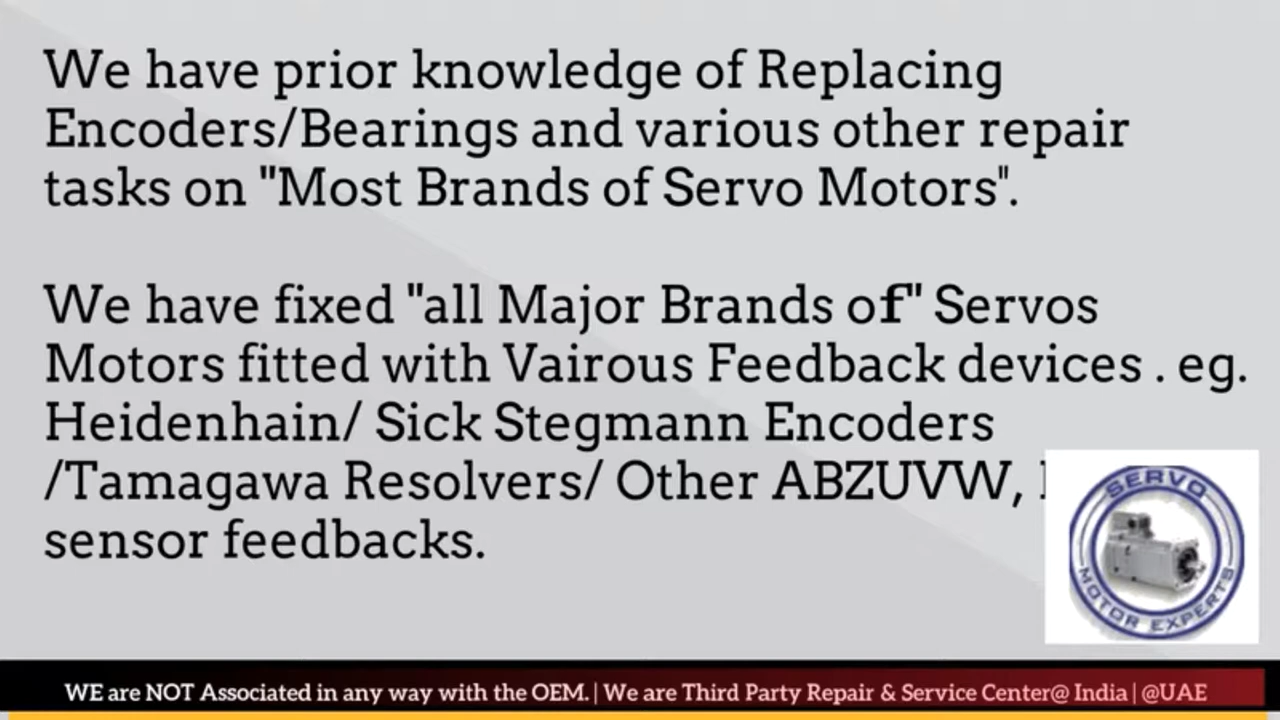 We have prior knowledge of Replacing
Encoders/Bearings and various other repair
tasks on "Most Brands of Servo Motors".
We have fixed "all Major Brands of" Servos
Motors fitted with Vairous Feedback devices . eg.
Heidenhain/ Sick Stegmann Encoders
/Tamagawa Resolvers/ Other ABZUVW,
sensor feedbacks.
SERVO
MOTOR EXPERTS
WE are NOT Associated in any way with the OEM. | We are Third Party Repair & Service Center@ India | @UAE